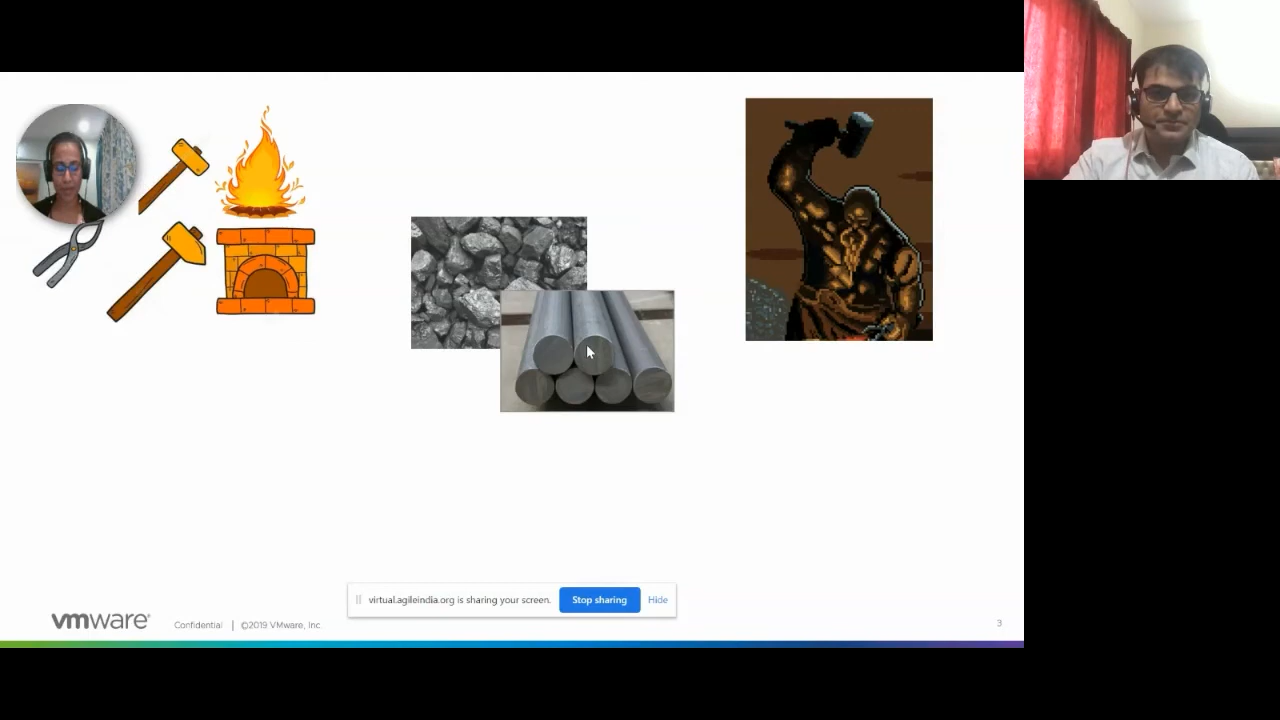 virtual.agileindia.org is sharing your screen. Stop sharing Hide
vmware® Confidential | ©2019 VMware, Inc. 3